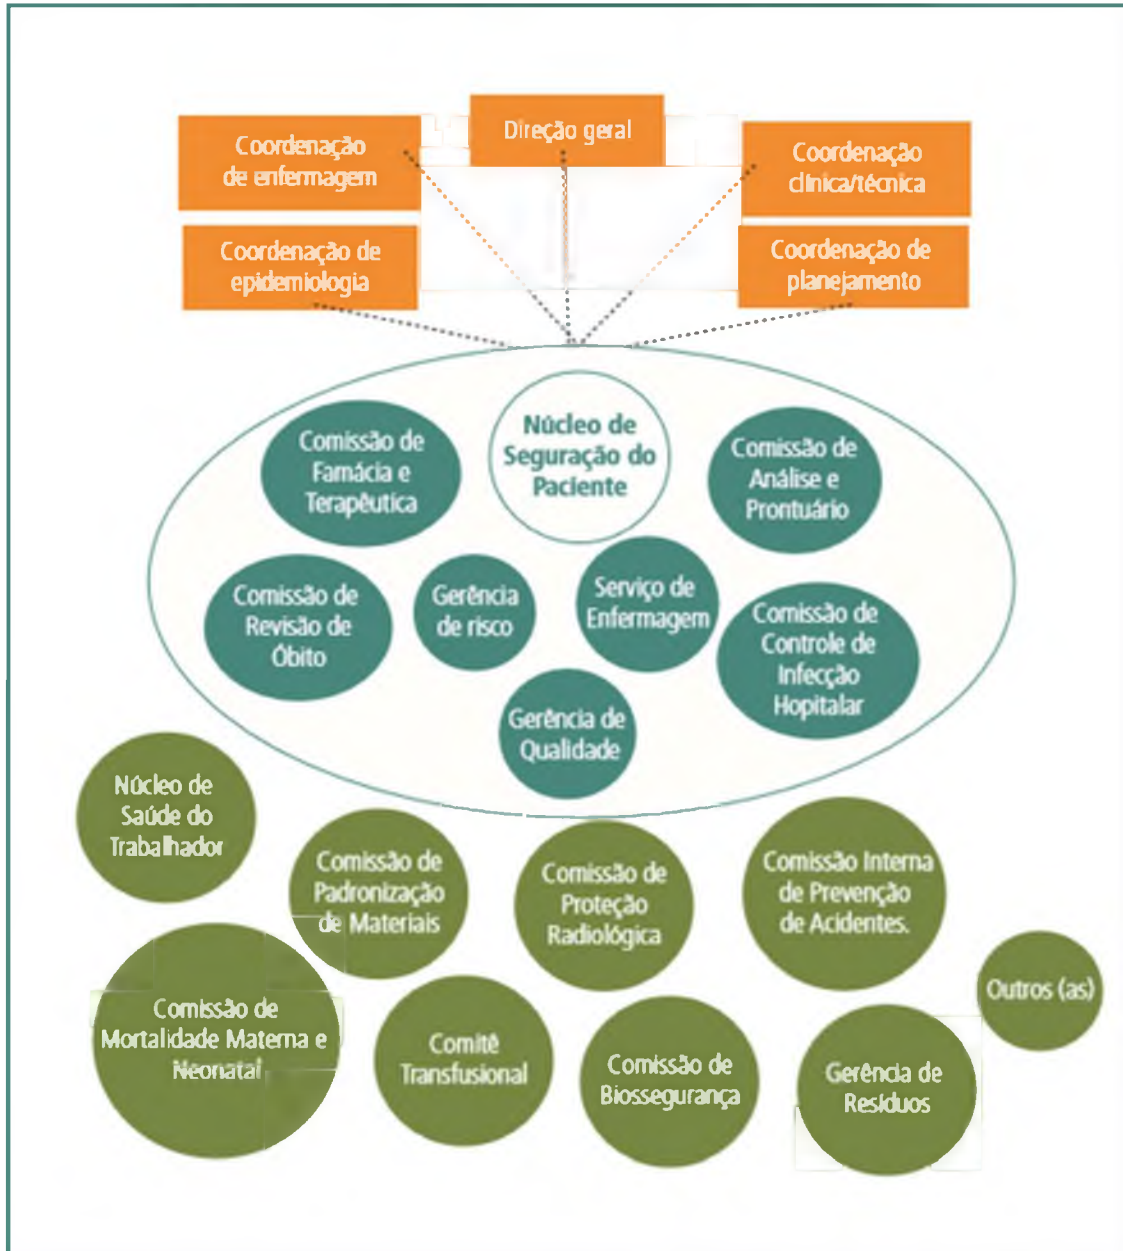 Direção geral
Coordenação
de enfermagem
Coordenação
clínica/técnica
Coordenação de
epidemiologia
Coordenação de
planejamento
Núcleo de
Seguração do
Paciente
Comissão de
Famácia e
Terapêutica
Comissão de
Análise e
Prontuário
Comissão de
Revisão de
Óbito
Gerência
de risco
Serviço de
Enfermagem
Comissão de
Controle de
Infecção
Hopitalar
Gerência de
Qualidade
Núcleo de
Saúde do
Trabalhador
Comissão de
Padronização
de Materiais
Comissão de
Proteção
Radiológica
Comissão Interna
de Prevenção
de Acidentes.
Outros (as)
Comissão de
Mortalidade Materna e
Neonatal
Comitê
Transfusional
Comissão de
Biossegurança
Gerência de
Resíduos